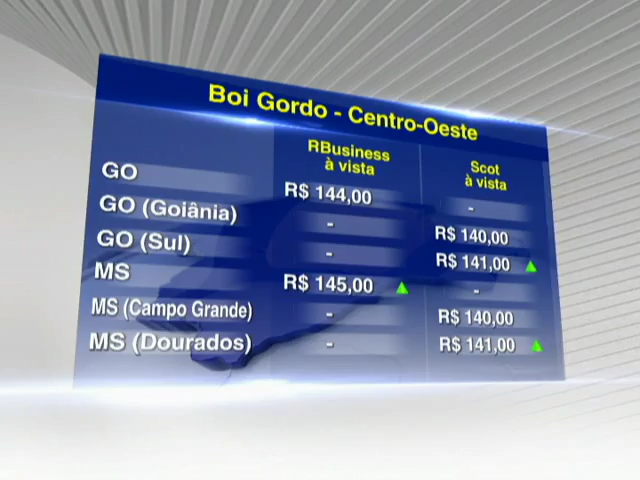 Boi Gordo - Centro-Oeste
RBusiness
à vista
Scot
à vista
GO R$ 144,00 -
GO (Goiânia) - R$ 140,00
GO (Sul) - R$ 141,00
MS R$ 145,00 -
MS (Campo Grande) - R$ 140,00
MS (Dourados) - R$ 141,00